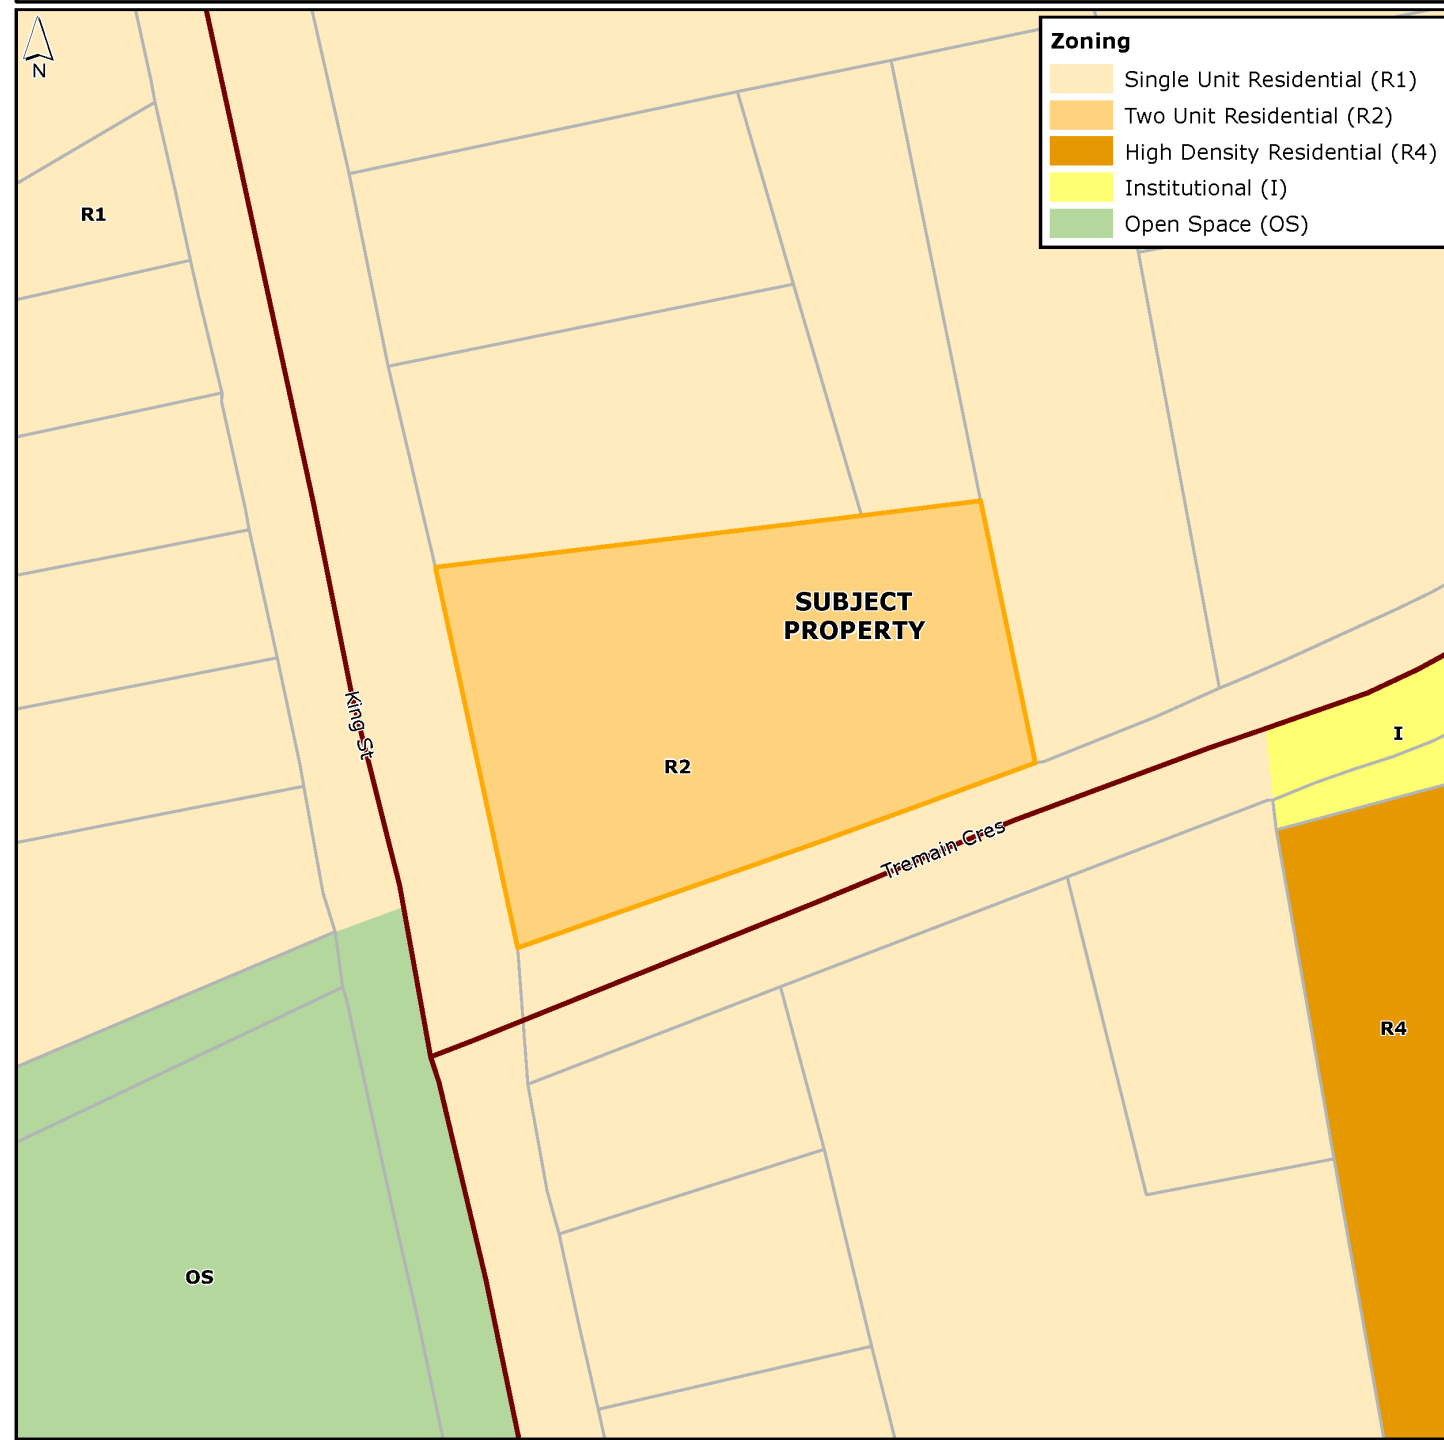 N
Zoning
Single Unit Residential (R1)
Two Unit Residential (R2)
High Density Residential (R4)
Institutional (I)
Open Space (OS)
R1
SUBJECT
PROPERTY
King St
I
R2
Tremain Cres
R4
OS